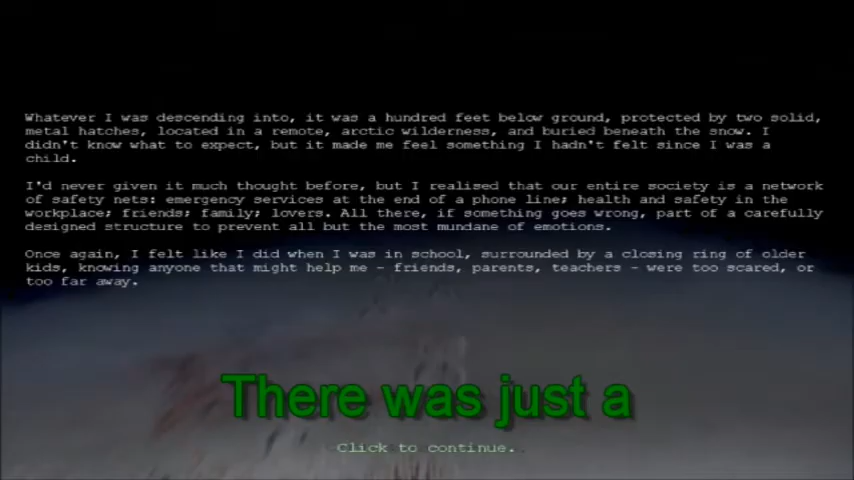 Whatever I was descending into, it was a hundred feet below ground, protected by two solid,
metal hatches, located in a remote, arctic wilderness, and buried beneath the snow. I
didn't know what to expect, but it made me feel something I hadn't felt since I was a
child.
I'd never given it much thought before, but I realised that our entire society is a network
of safety nets: emergency services at the end of a phone line; health and safety in the
workplace; friends; family; lovers. All there, if something goes wrong, part of a carefully
designed structure to prevent all but the most mundane of emotions.
Once again, I felt like I did when I was in school, surrounded by a closing ring of older
kids, knowing anyone that might help me - friends, parents, teachers - were too scared, or
too far away.
There was just a
Click to continue.